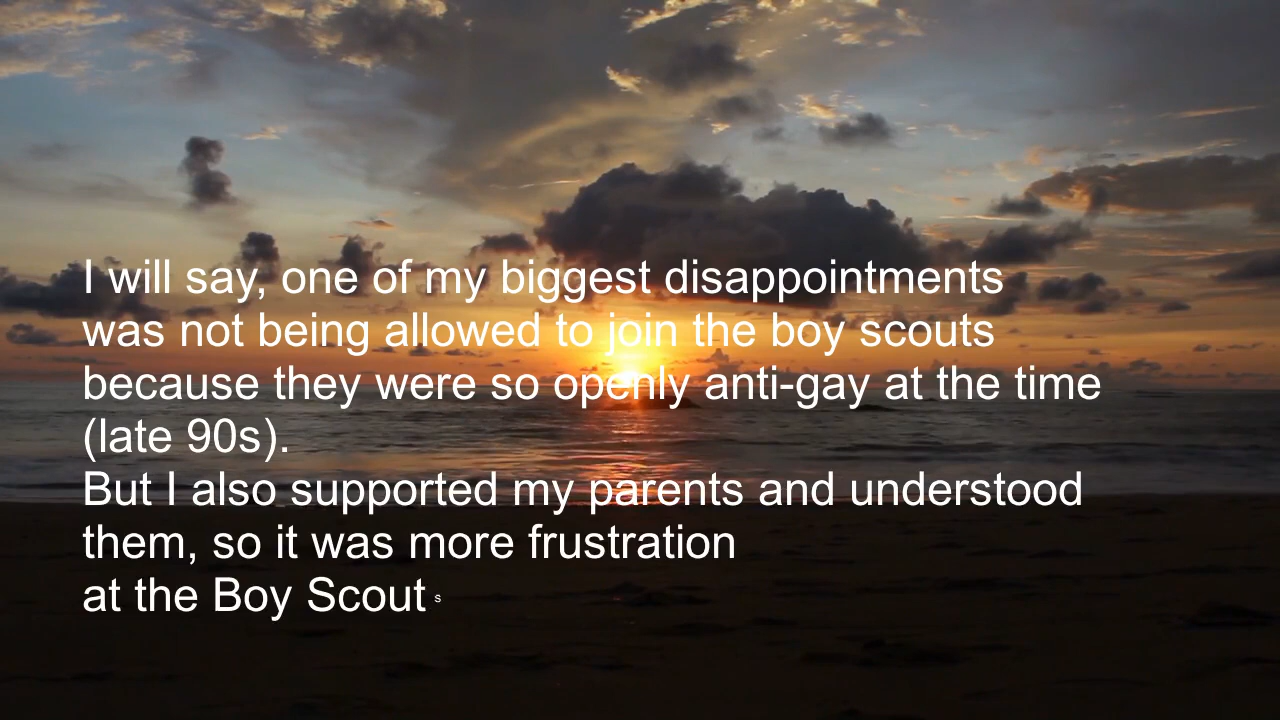 I will say, one of my biggest disappointments
was not being allowed to join the boy scouts
because they were so openly anti-gay at the time
(late 90s).
But I also supported my parents and understood
them, so it was more frustration
at the Boy Scout s